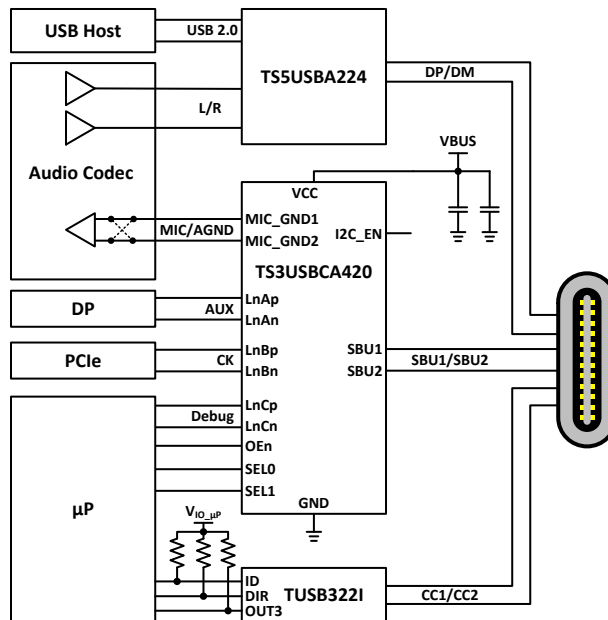 USB Host
USB 2.0
TS5USBA224
DP/DM
L/R
Audio Codec
VBUS
VCC
MIC_GND1
MIC/AGND
MIC_GND2
I2C_EN
TS3USBCA420
DP
AUX
LnAp
LnAn
PCIe
CK
LnBp
LnBn
SBU1
SBU2
SBU1/SBU2
µP
Debug
LnCp
LnCn
OEn
SEL0
SEL1
GND
VIO_µP
ID
DIR
OUT3
TUSB322I
CC1/CC2